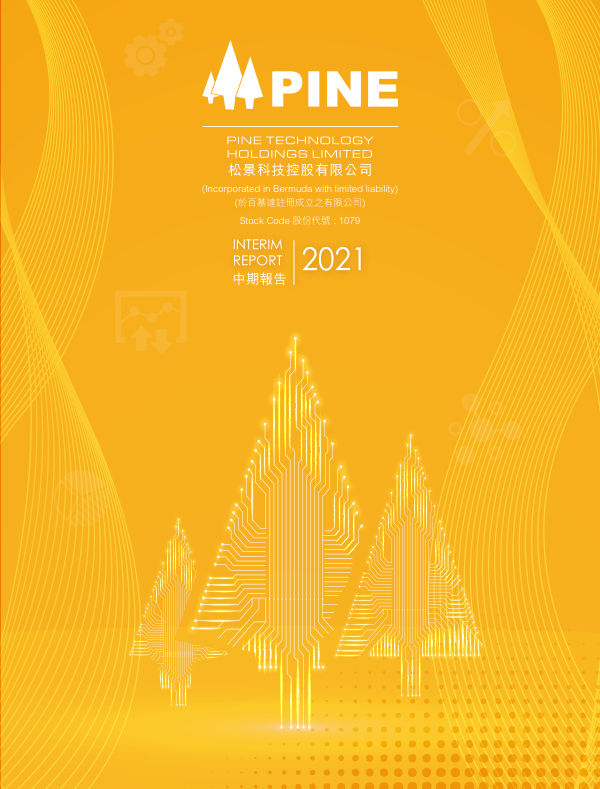 PINE
PINE TECHNOLOGY
HOLDINGS LIMITED
松景科技控股有限公司
(Incorporated in Bermuda with limited liability)
(於百慕達註冊成立之有限公司)
Stock Code 股份代號 : 1079
INTERIM
REPORT
中期報告
2021